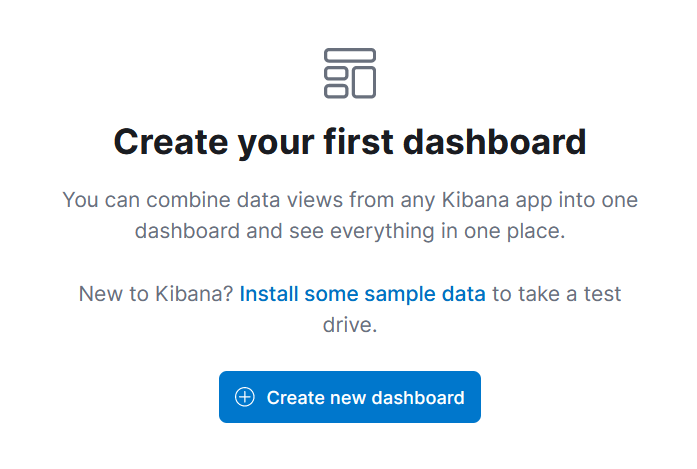 Create your first dashboard
You can combine data views from any Kibana app into one
dashboard and see everything in one place.
New to Kibana? Install some sample data to take a test
drive.
Create new dashboard